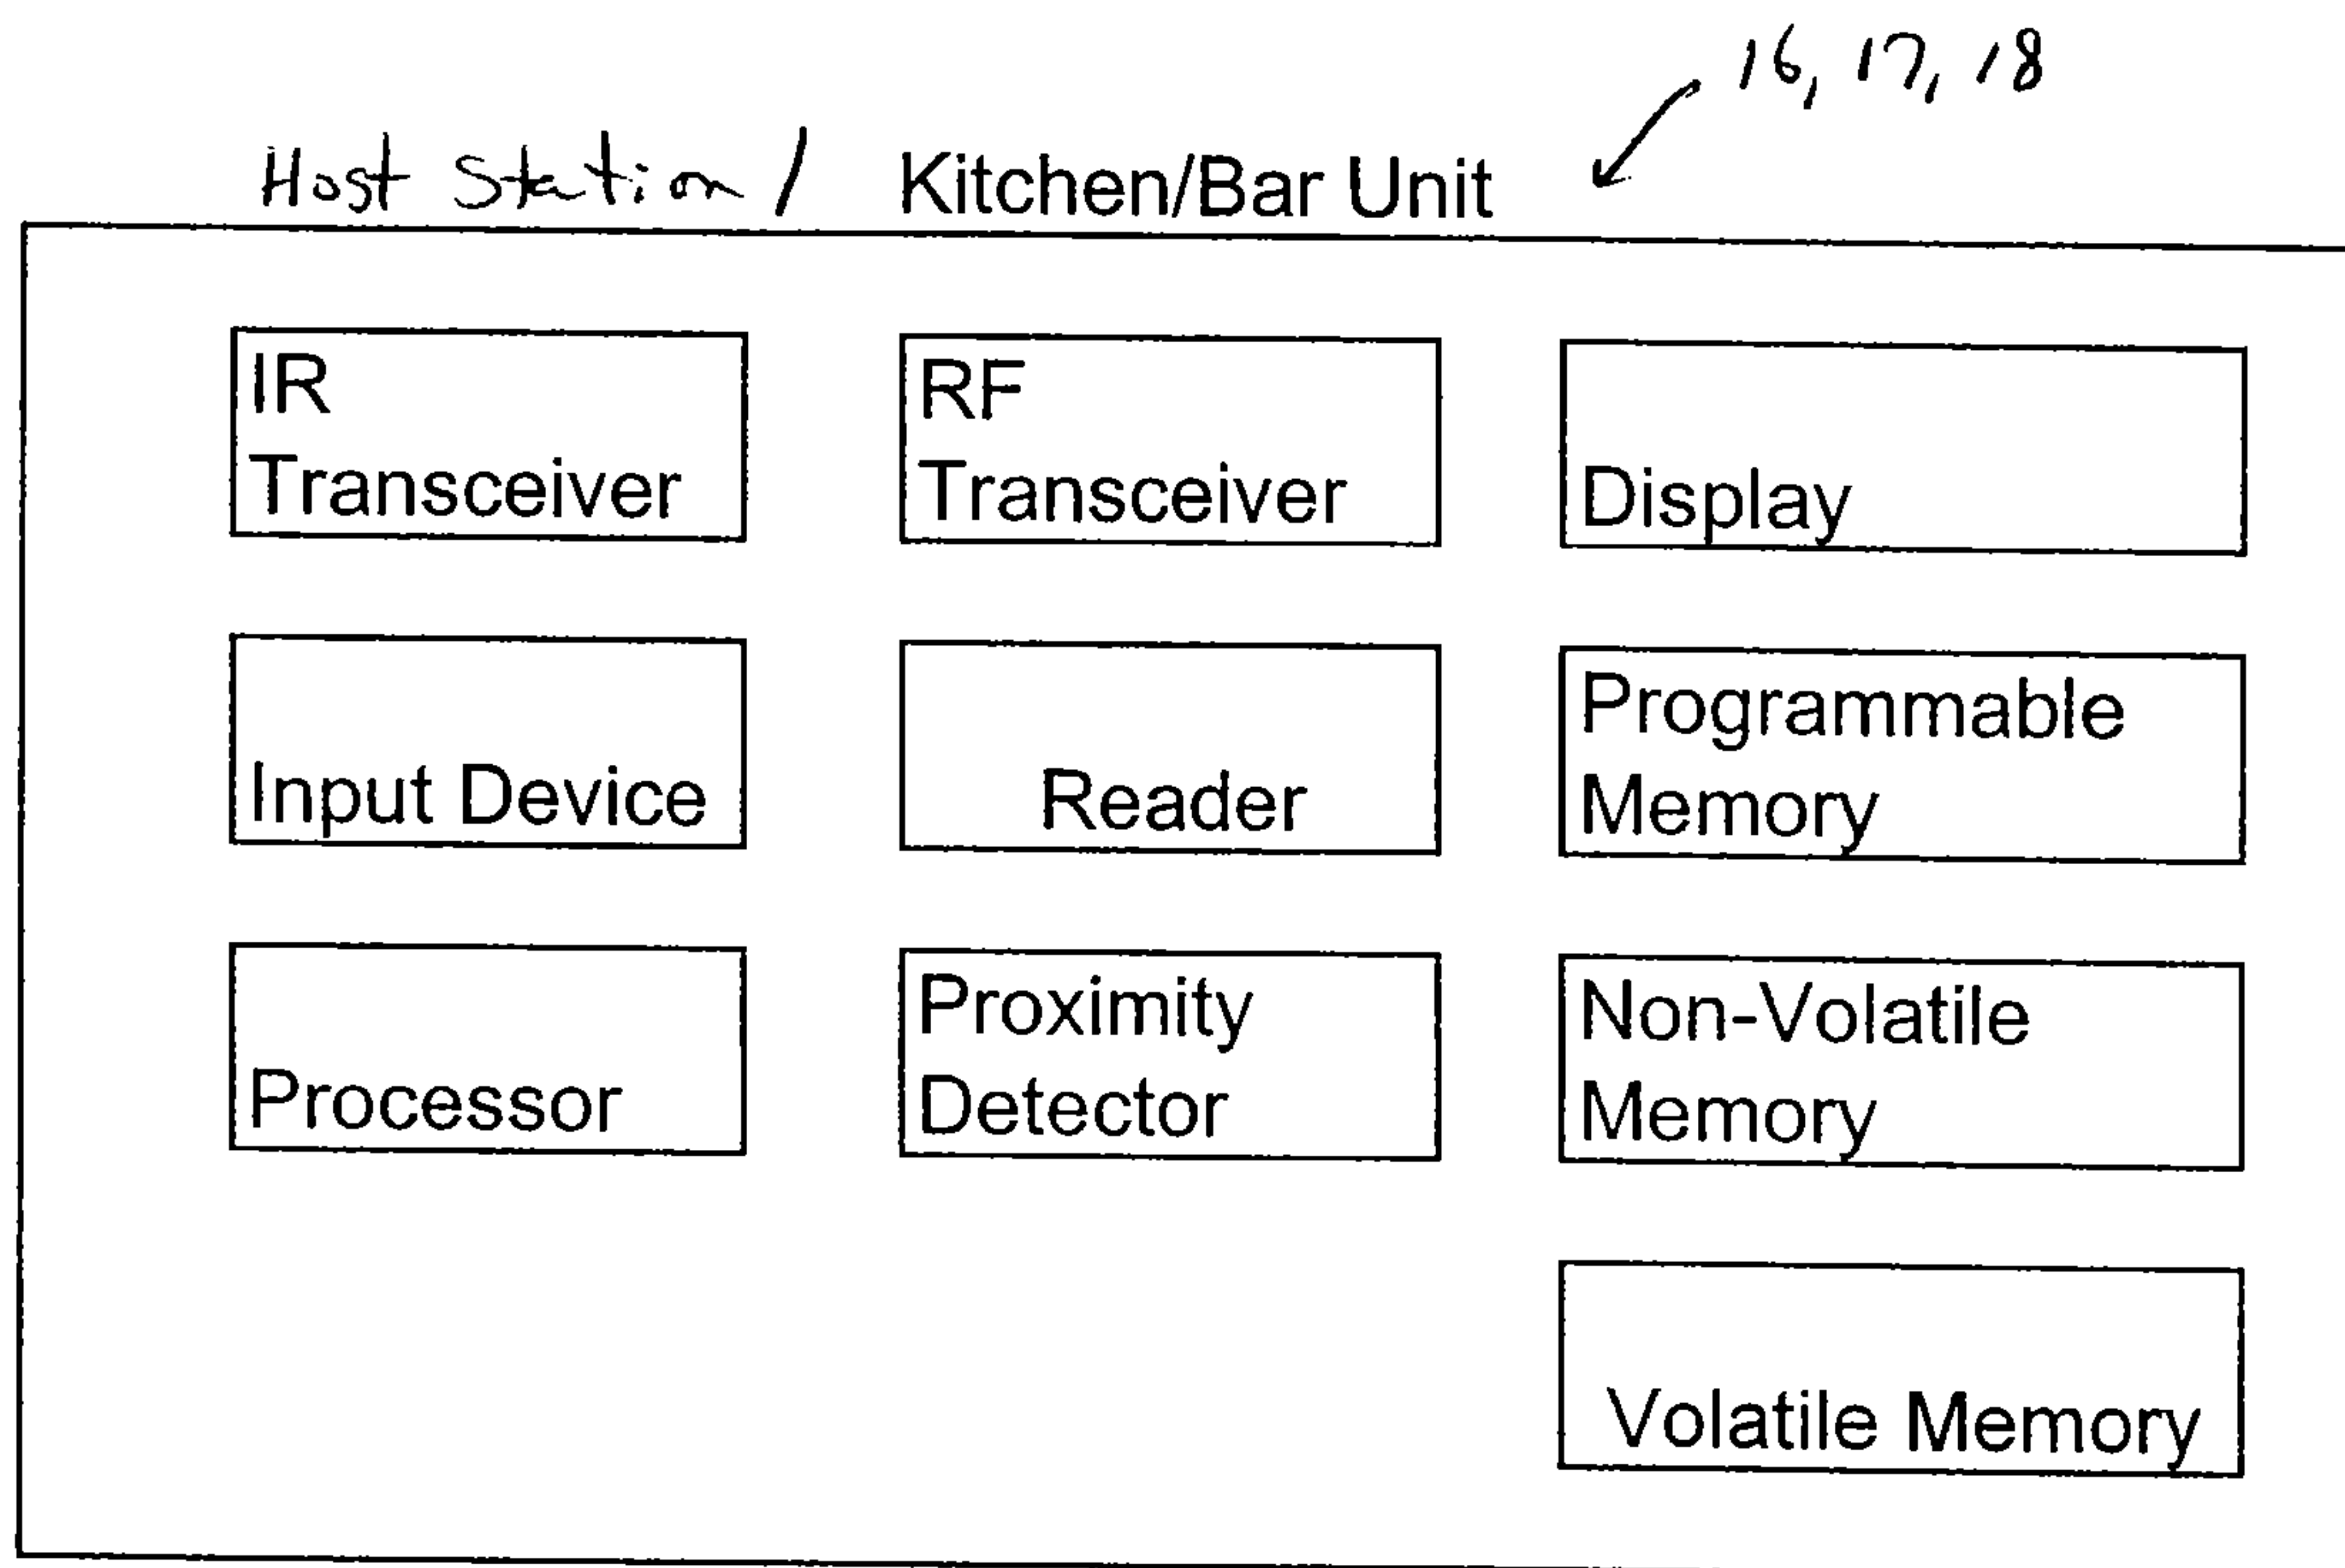 16, 17, 18
Host Station / Kitchen/Bar Unit
IR
Transceiver
RF
Transceiver
Display
Input Device
Reader
Programmable
Memory
Processor
Proximity
Detector
Non-Volatile
Memory
Volatile Memory